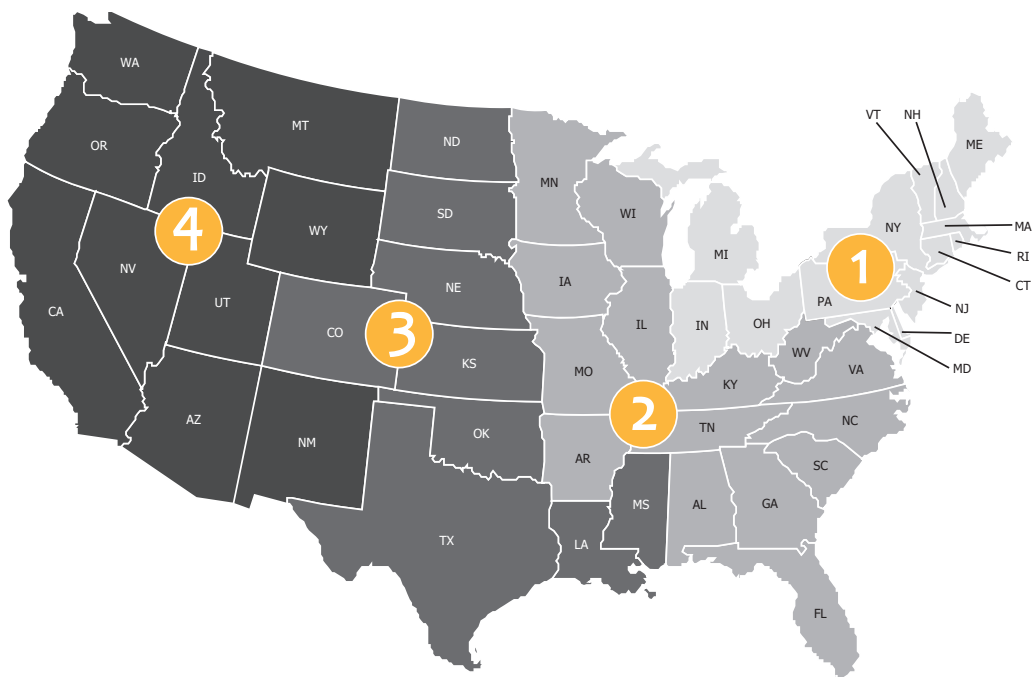 WA
VT
NH
MT
ND
ME
OR
ID
MN
SD
WI
NY
MA
4
WY
MI
1
RI
NV
IA
CT
UT
NE
PA
NJ
CA
CO
3
IL
IN
OH
DE
KS
WV
MD
MO
KY
VA
2
AZ
NM
OK
TN
NC
AR
SC
MS
AL
GA
TX
LA
FL